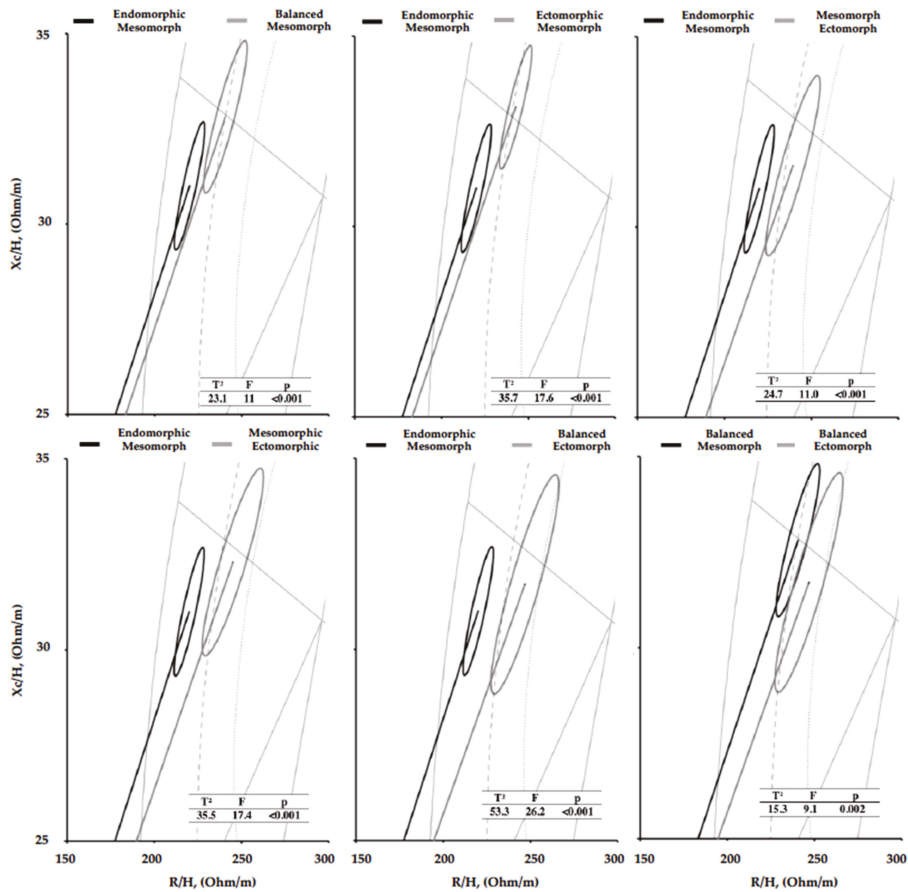 Endomorphic Mesomorph
Balanced Mesomorph
Endomorphic Mesomorph
Ectomorphic Mesomorph
Endomorphic Mesomorph
Mesomorph Ectomorph
35
30
25
Xc/H, (Ohm/m)
T² F p
23.1 11 <0.001
T² F p
35.7 17.6 <0.001
T² F p
24.7 11.0 <0.001
Endomorphic Mesomorph
Mesomorphic Ectomorphic
Endomorphic Mesomorph
Balanced Ectomorph
Balanced Mesomorph
Balanced Ectomorph
35
30
25
Xc/H, (Ohm/m)
T² F p
35.5 17.4 <0.001
T² F p
53.3 26.2 <0.001
T² F p
15.3 9.1 0.002
150 200 250 300
150 200 250 300
150 200 250 300
R/H, (Ohm/m)
R/H, (Ohm/m)
R/H, (Ohm/m)